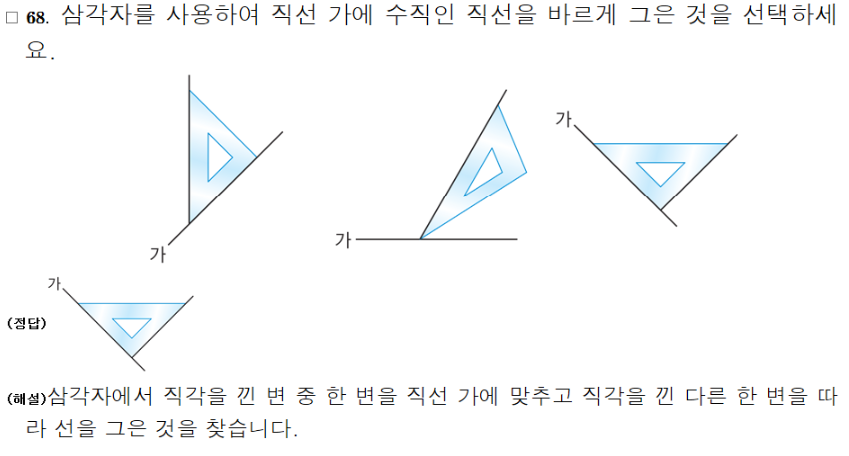 □ 68. 삼각자를 사용하여 직선 가에 수직인 직선을 바르게 그은 것을 선택하세
요.
가
가
가
가
(정답)
(해설)삼각자에서 직각을 낀 변 중 한 변을 직선 가에 맞추고 직각을 낀 다른 한 변을 따
라 선을 그은 것을 찾습니다.